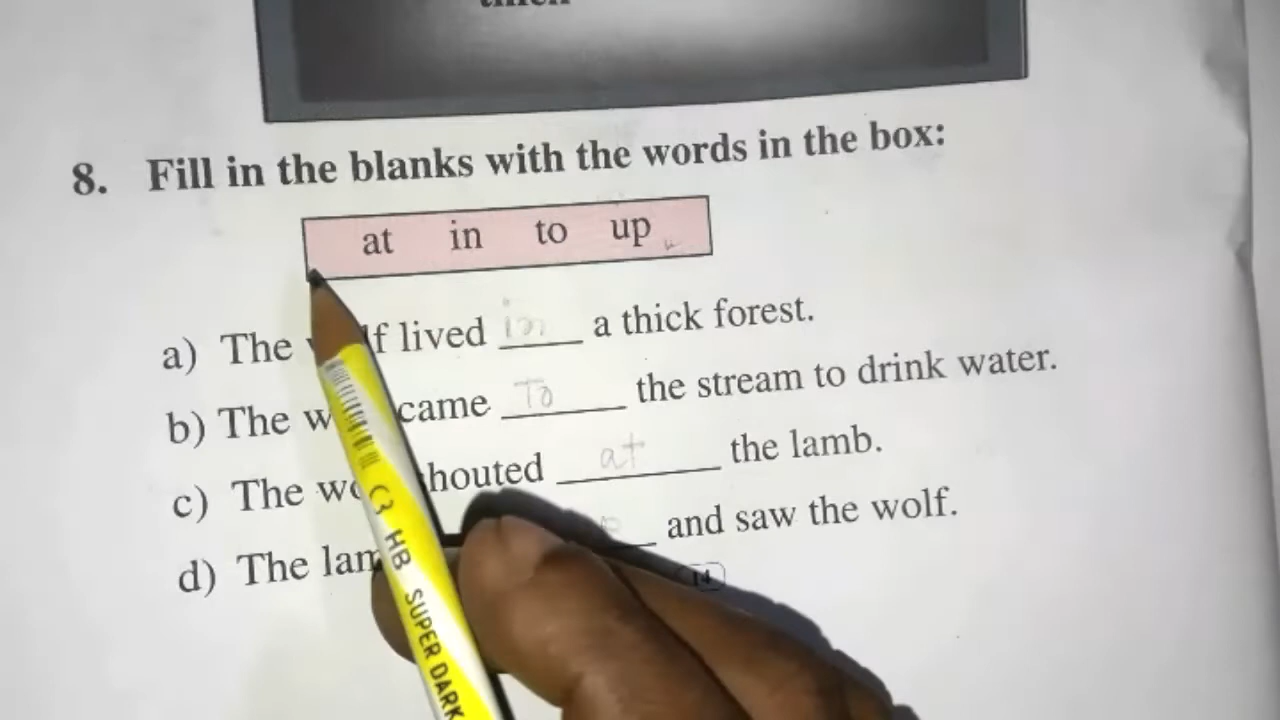 8. Fill in the blanks with the words in the box:
at in to up
a) The lived in a thick forest.
b) The came To the stream to drink water.
c) The at the lamb.
d) The and saw the wolf.
14
C3 HB SUPER DARK